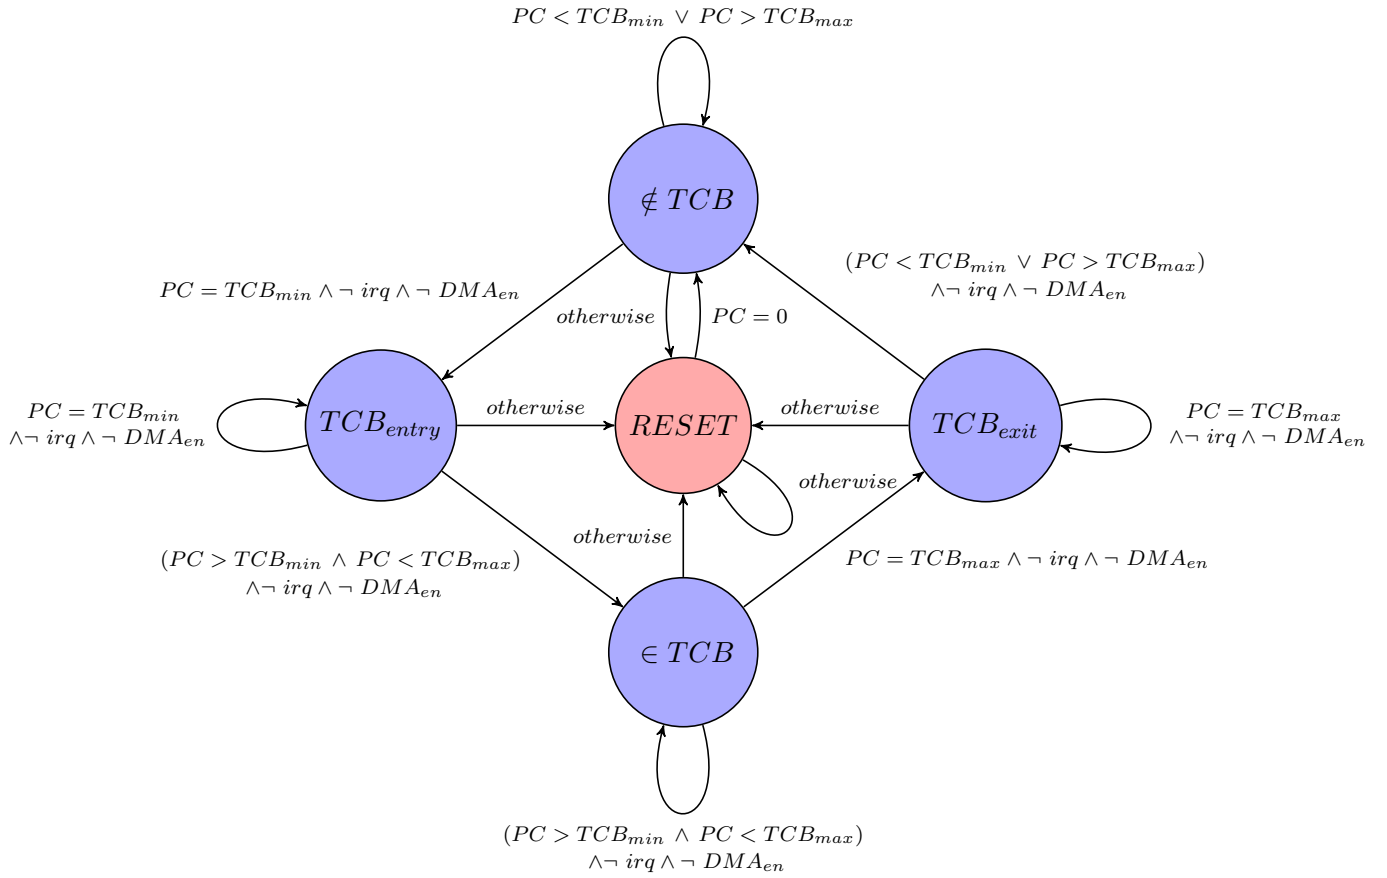 PC < TCB_min ∨ PC > TCB_max
∉ TCB
(PC < TCB_min ∨ PC > TCB_max)
∧¬ irq ∧ ¬ DMA_en
PC = TCB_min ∧ ¬ irq ∧ ¬ DMA_en
otherwise
PC = 0
PC = TCB_min
∧¬ irq ∧ ¬ DMA_en
TCB_entry
otherwise
RESET
otherwise
TCB_exit
PC = TCB_max
∧¬ irq ∧ ¬ DMA_en
otherwise
otherwise
(PC > TCB_min ∧ PC < TCB_max)
∧¬ irq ∧ ¬ DMA_en
PC = TCB_max ∧ ¬ irq ∧ ¬ DMA_en
∈ TCB
(PC > TCB_min ∧ PC < TCB_max)
∧¬ irq ∧ ¬ DMA_en